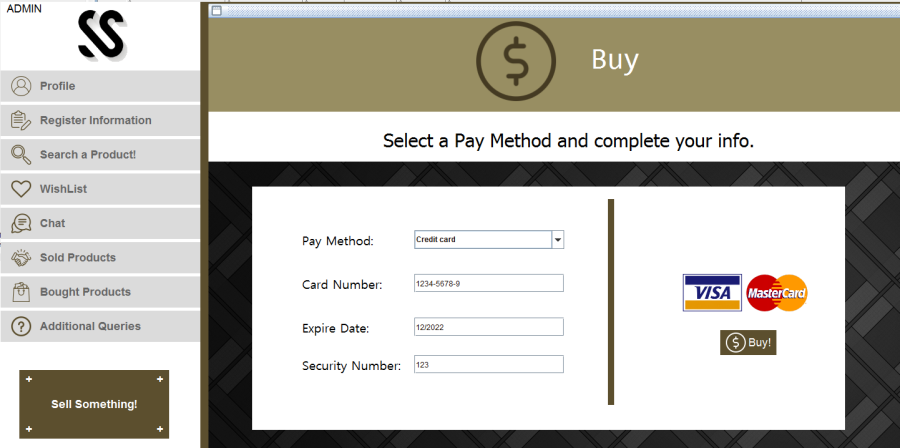 ADMIN
SS
Profile
Register Information
Search a Product!
WishList
Chat
Sold Products
Bought Products
Additional Queries
Sell Something!
$ Buy
Select a Pay Method and complete your info.
Pay Method: Credit card
Card Number: 1234-5678-9
Expire Date: 12/2022
Security Number: 123
VISA MasterCard
$ Buy!